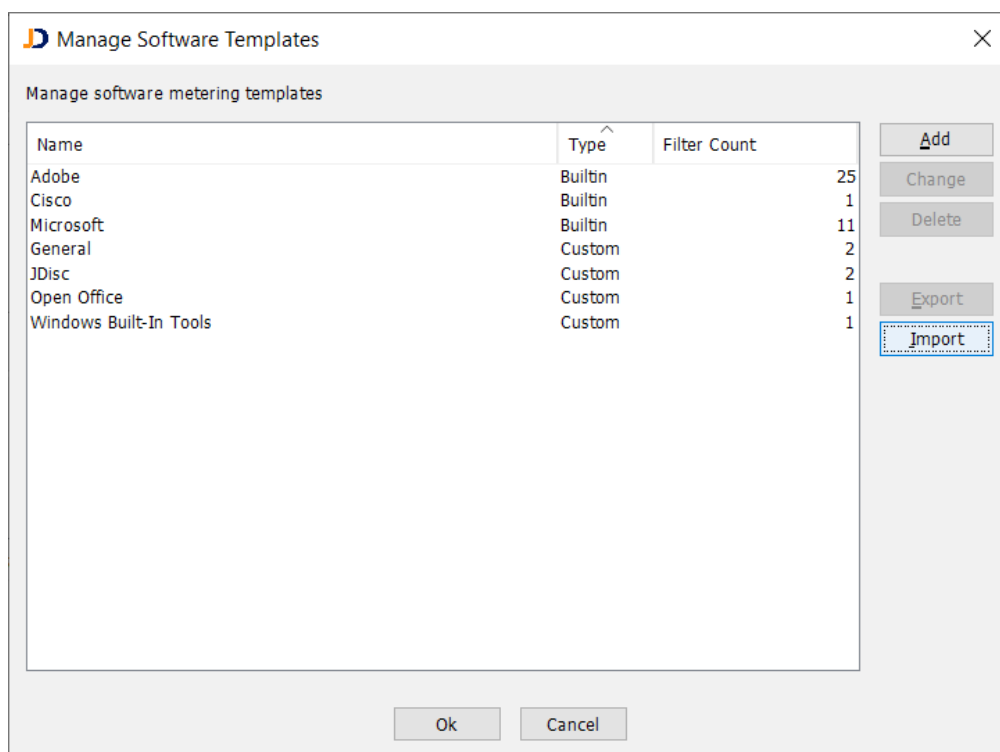 JD Manage Software Templates
Manage software metering templates
Name Type Filter Count
Adobe Builtin 25
Cisco Builtin 1
Microsoft Builtin 11
General Custom 2
JDisc Custom 2
Open Office Custom 1
Windows Built-In Tools Custom 1
Add
Change
Delete
Export
Import
Ok Cancel